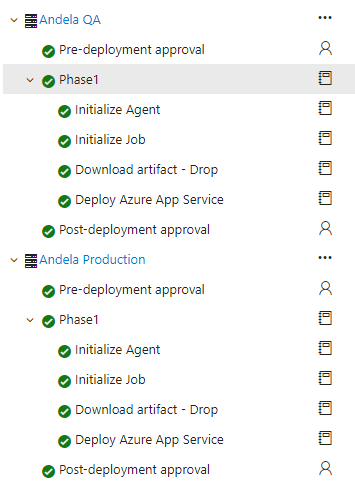 Andela QA
Pre-deployment approval
Phase1
Initialize Agent
Initialize Job
Download artifact - Drop
Deploy Azure App Service
Post-deployment approval
Andela Production
Pre-deployment approval
Phase1
Initialize Agent
Initialize Job
Download artifact - Drop
Deploy Azure App Service
Post-deployment approval